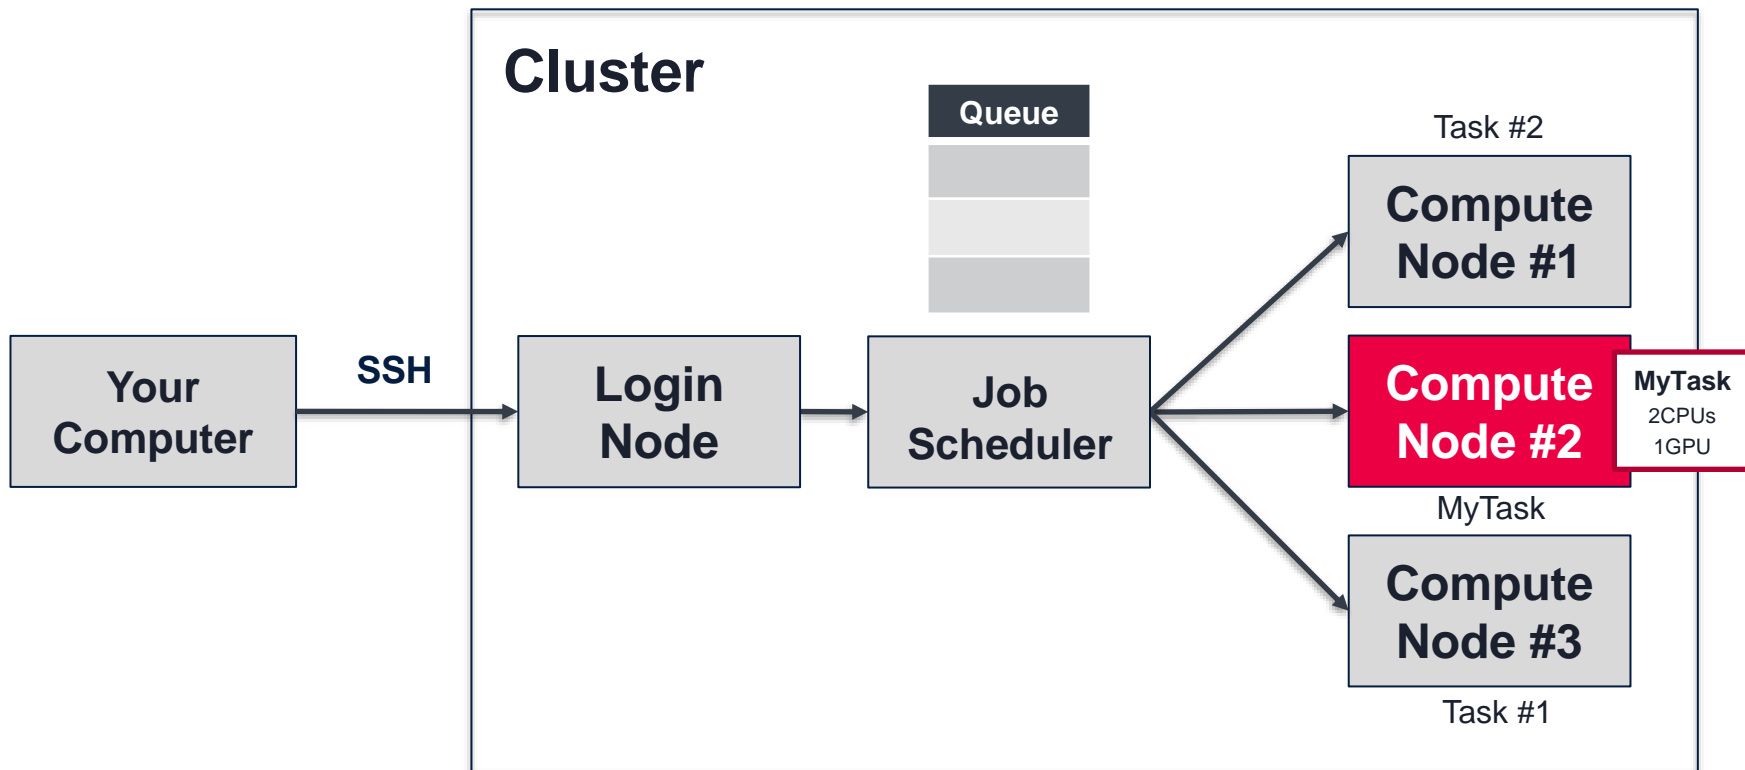 Cluster
Queue
Task #2
Compute
Node #1
Your
Computer
SSH
Login
Node
Job
Scheduler
Compute
Node #2
MyTask
2CPUs
1GPU
MyTask
Compute
Node #3
Task #1